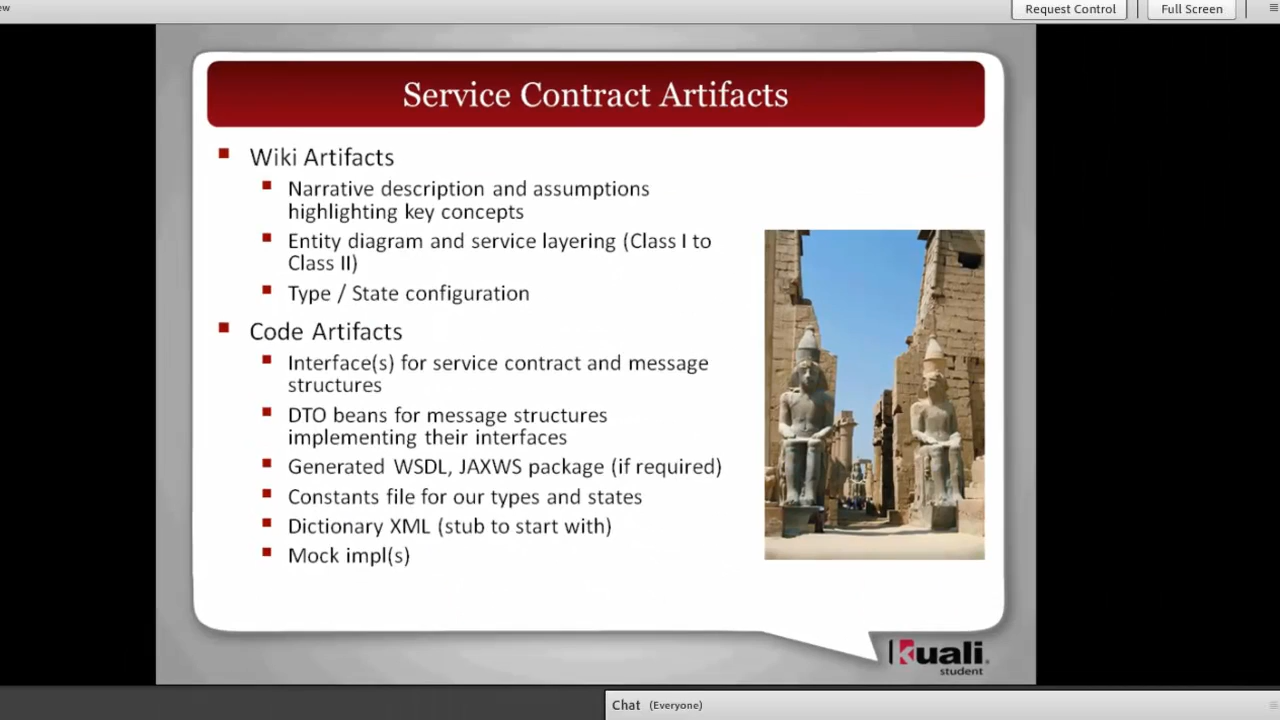 ew
Request Control
Full Screen
Service Contract Artifacts
Wiki Artifacts
Narrative description and assumptions
highlighting key concepts
Entity diagram and service layering (Class I to
Class II)
Type / State configuration
Code Artifacts
Interface(s) for service contract and message
structures
DTO beans for message structures
implementing their interfaces
Generated WSDL, JAXWS package (if required)
Constants file for our types and states
Dictionary XML (stub to start with)
Mock impl(s)
kuali
student
Chat (Everyone)